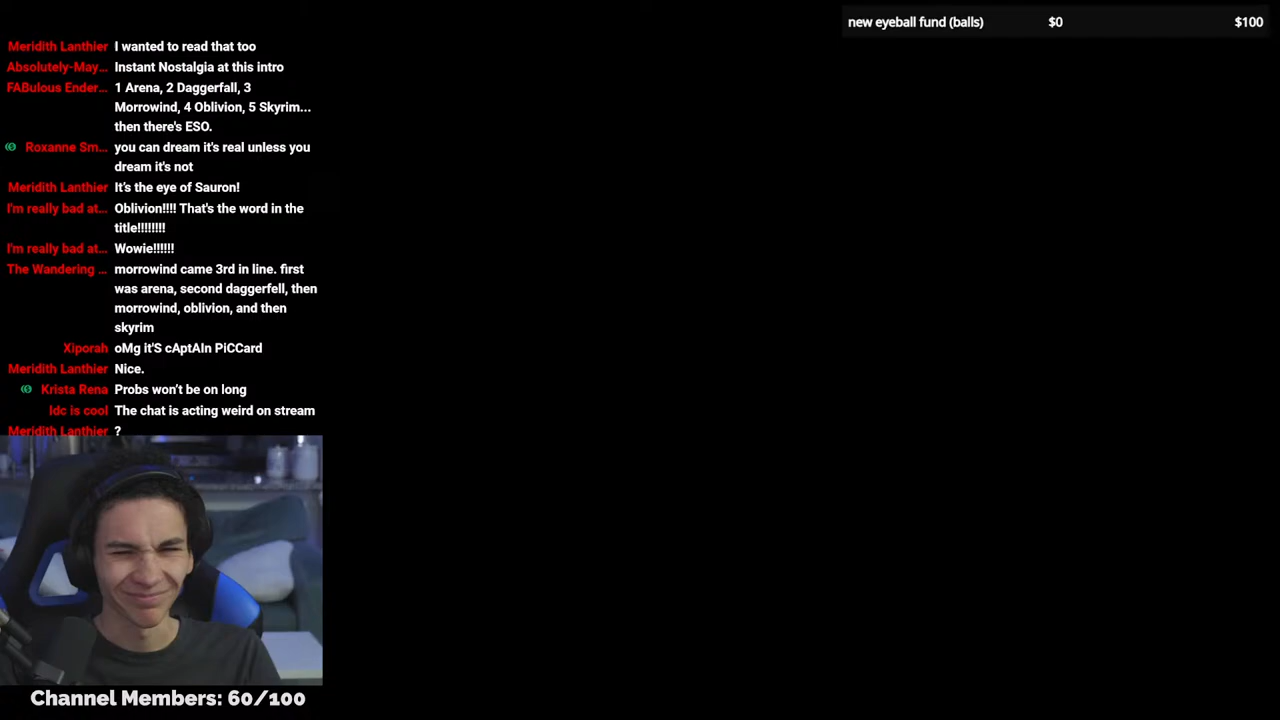 new eyeball fund (balls) $0 $100
Meridith Lanthier I wanted to read that too
Absolutely-May... Instant Nostalgia at this intro
FABulous Ender... 1 Arena, 2 Daggerfall, 3
Morrowind, 4 Oblivion, 5 Skyrim...
then there's ESO.
Roxanne Sm... you can dream it's real unless you
dream it's not
Meridith Lanthier It's the eye of Sauron!
I'm really bad at... Oblivion!!!! That's the word in the
title!!!!!!!!
I'm really bad at... Wowie!!!!!!
The Wandering ... morrowind came 3rd in line. first
was arena, second daggerfell, then
morrowind, oblivion, and then
skyrim
Xiporah oMg it'S cAptAIn PiCCard
Meridith Lanthier Nice.
Krista Rena Probs won't be on long
Idc is cool The chat is acting weird on stream
Meridith Lanthier ?
Channel Members: 60/100